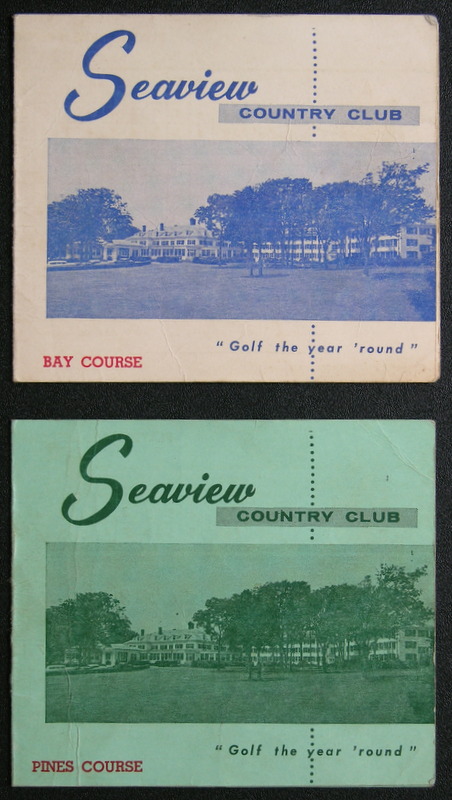 Seaview
COUNTRY CLUB
"Golf the year 'round"
BAY COURSE
Seaview
COUNTRY CLUB
"Golf the year 'round"
PINES COURSE